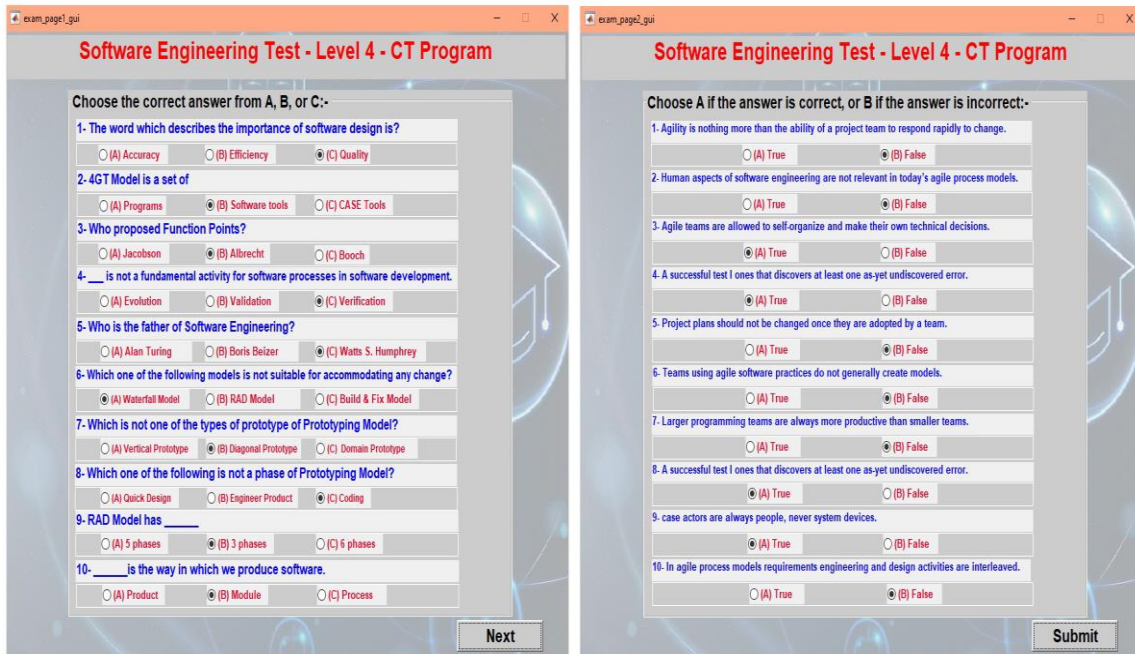 exam_page1_gui
Software Engineering Test - Level 4 - CT Program
Choose the correct answer from A, B, or C:-
1- The word which describes the importance of software design is?
(A) Accuracy (B) Efficiency (C) Quality
2- 4GT Model is a set of
(A) Programs (B) Software tools (C) CASE Tools
3- Who proposed Function Points?
(A) Jacobson (B) Albrecht (C) Booch
4- ___ is not a fundamental activity for software processes in software development.
(A) Evolution (B) Validation (C) Verification
5- Who is the father of Software Engineering?
(A) Alan Turing (B) Boris Beizer (C) Watts S. Humphrey
6- Which one of the following models is not suitable for accommodating any change?
(A) Waterfall Model (B) RAD Model (C) Build & Fix Model
7- Which is not one of the types of prototype of Prototyping Model?
(A) Vertical Prototype (B) Diagonal Prototype (C) Domain Prototype
8- Which one of the following is not a phase of Prototyping Model?
(A) Quick Design (B) Engineer Product (C) Coding
9- RAD Model has ______
(A) 5 phases (B) 3 phases (C) 6 phases
10- ______is the way in which we produce software.
(A) Product (B) Module (C) Process
Next
exam_page2_gui
Software Engineering Test - Level 4 - CT Program
Choose A if the answer is correct, or B if the answer is incorrect:-
1- Agility is nothing more than the ability of a project team to respond rapidly to change.
(A) True (B) False
2- Human aspects of software engineering are not relevant in today's agile process models.
(A) True (B) False
3- Agile teams are allowed to self-organize and make their own technical decisions.
(A) True (B) False
4- A successful test I ones that discovers at least one as-yet undiscovered error.
(A) True (B) False
5- Project plans should not be changed once they are adopted by a team.
(A) True (B) False
6- Teams using agile software practices do not generally create models.
(A) True (B) False
7- Larger programming teams are always more productive than smaller teams.
(A) True (B) False
8- A successful test I ones that discovers at least one as-yet undiscovered error.
(A) True (B) False
9- case actors are always people, never system devices.
(A) True (B) False
10- In agile process models requirements engineering and design activities are interleaved.
(A) True (B) False
Submit